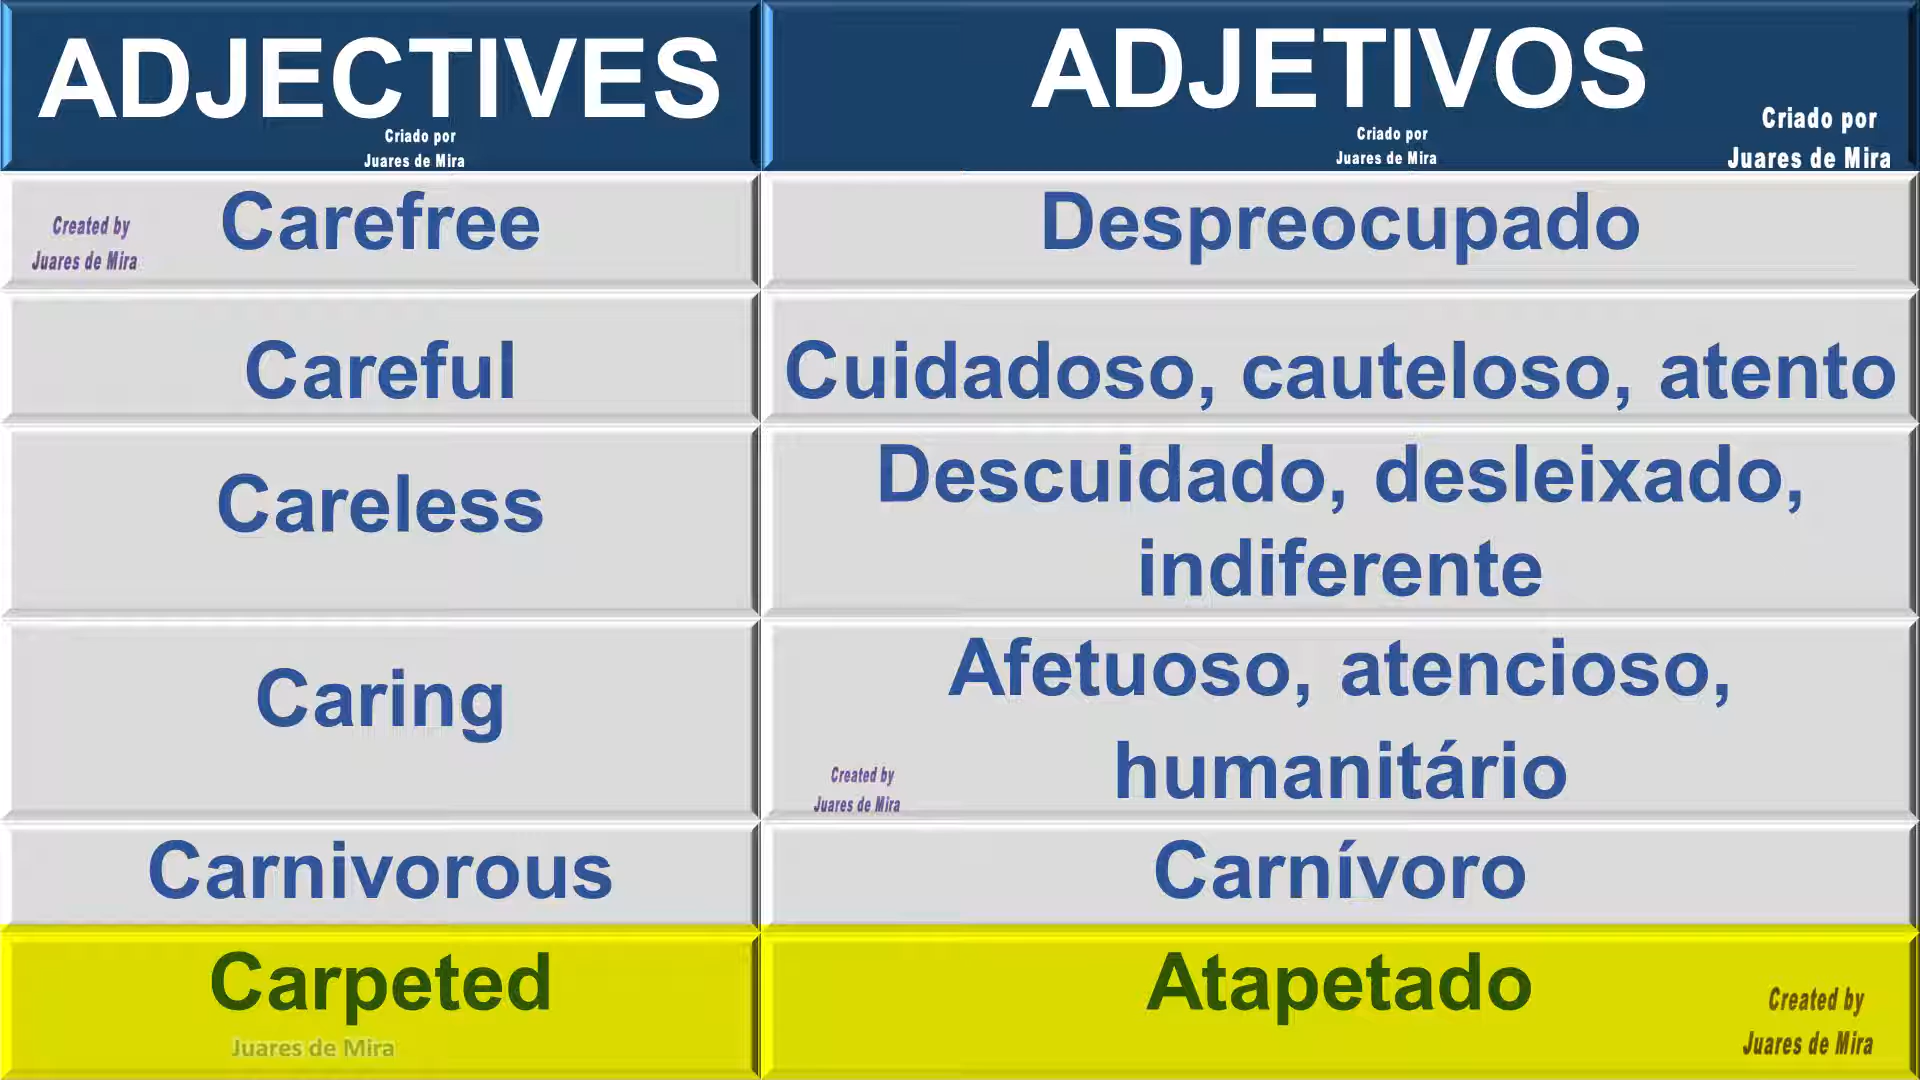 ADJECTIVES
Criado por
Juares de Mira
ADJETIVOS
Criado por
Juares de Mira
Criado por
Juares de Mira
Created by
Juares de Mira
Carefree
Despreocupado
Careful
Cuidadoso, cauteloso, atento
Careless
Descuidado, desleixado,
indiferente
Caring
Afetuoso, atencioso,
humanitário
Created by
Juares de Mira
Carnivorous
Carnívoro
Carpeted
Juares de Mira
Atapetado
Created by
Juares de Mira